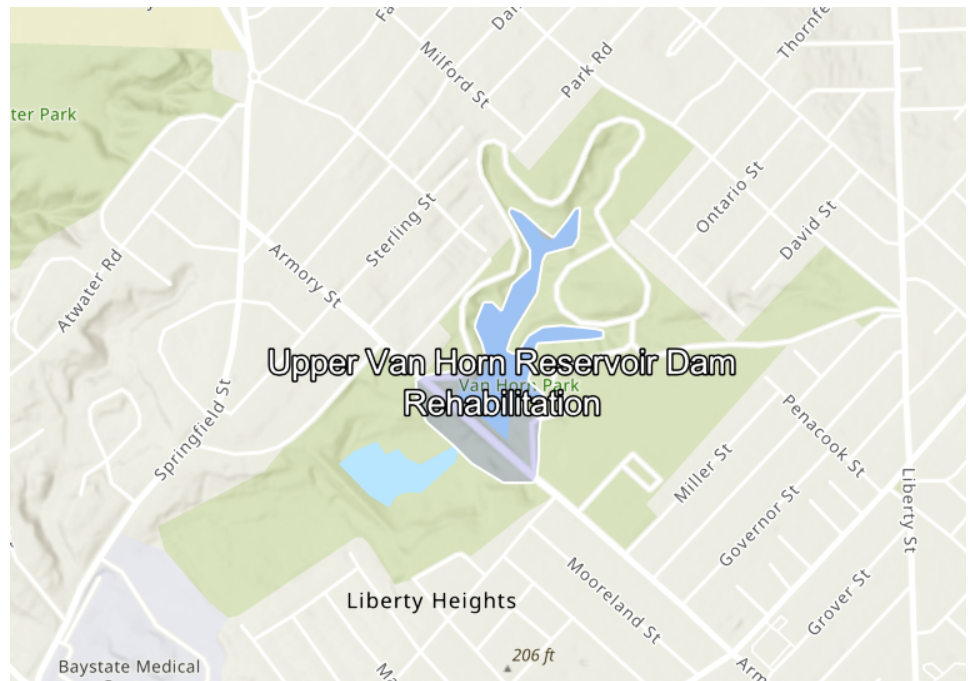 Milford St
Park Rd
ter Park
Ontario St
David St
Sterling St
Armory St
Atwater Rd
Upper Van Horn Reservoir Dam
Rehabilitation
Van Horn Park
Springfield St
Penacook St
Miller St
Liberty St
Governor St
Grover St
Mooreland St
Liberty Heights
206 ft
Baystate Medical